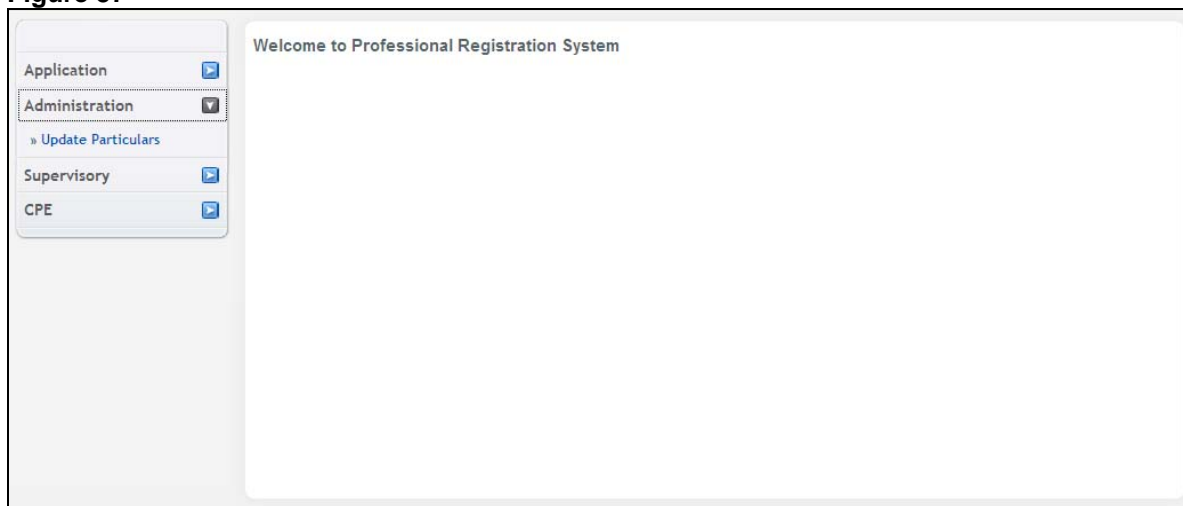 Welcome to Professional Registration System
Application
Administration
» Update Particulars
Supervisory
CPE